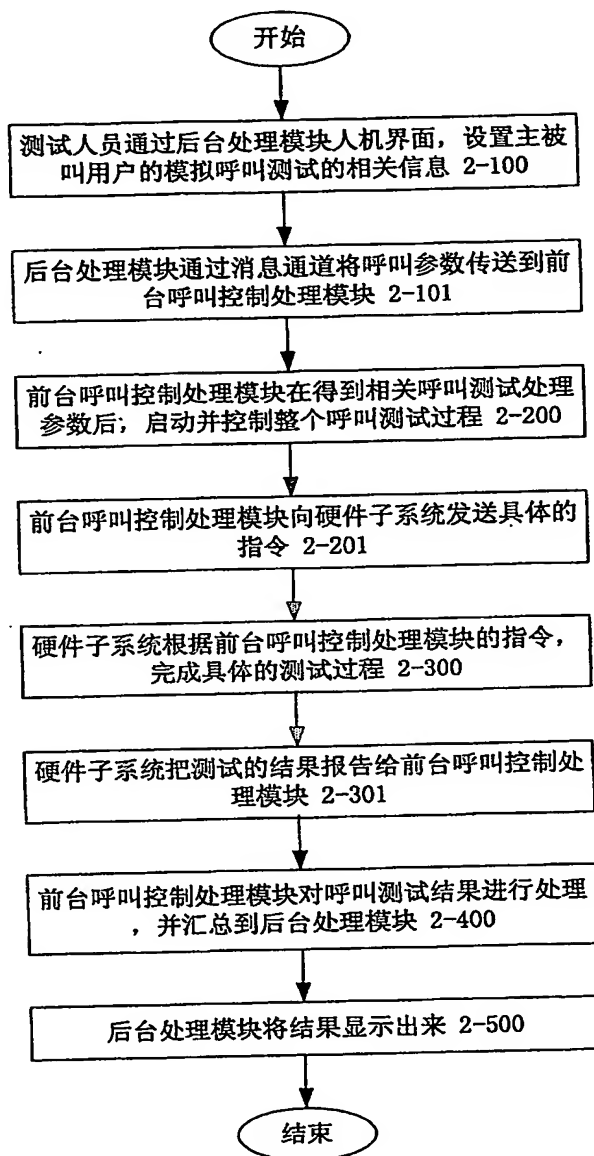 开始
测试人员通过后台处理模块人机界面，设置主被
叫用户的模拟呼叫测试的相关信息 2-100
后台处理模块通过消息通道将呼叫参数传送到前
台呼叫控制处理模块 2-101
前台呼叫控制处理模块在得到相关呼叫测试处理
参数后；启动并控制整个呼叫测试过程 2-200
前台呼叫控制处理模块向硬件子系统发送具体的
指令 2-201
硬件子系统根据前台呼叫控制处理模块的指令，
完成具体的测试过程 2-300
硬件子系统把测试的结果报告给前台呼叫控制处
理模块 2-301
前台呼叫控制处理模块对呼叫测试结果进行处理
，并汇总到后台处理模块 2-400
后台处理模块将结果显示出来 2-500
结束